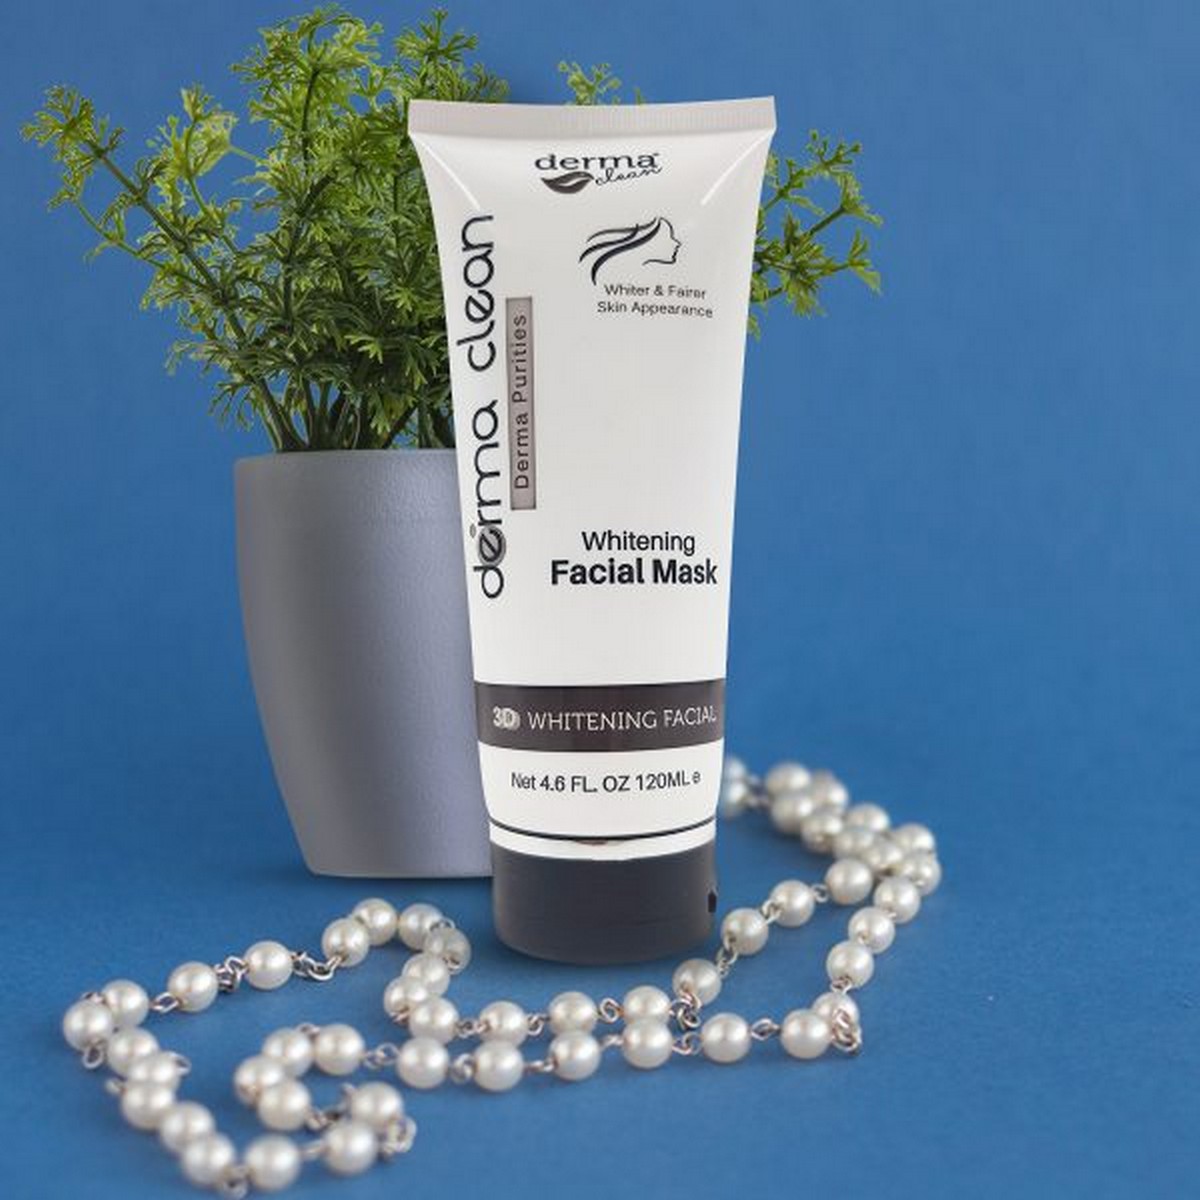 derma
clean
derma clean
Derma Purities
Whiter & Fairer
Skin Appearance
Whitening
Facial Mask
3D WHITENING FACIAL
Net 4.6 FL. OZ 120ML e